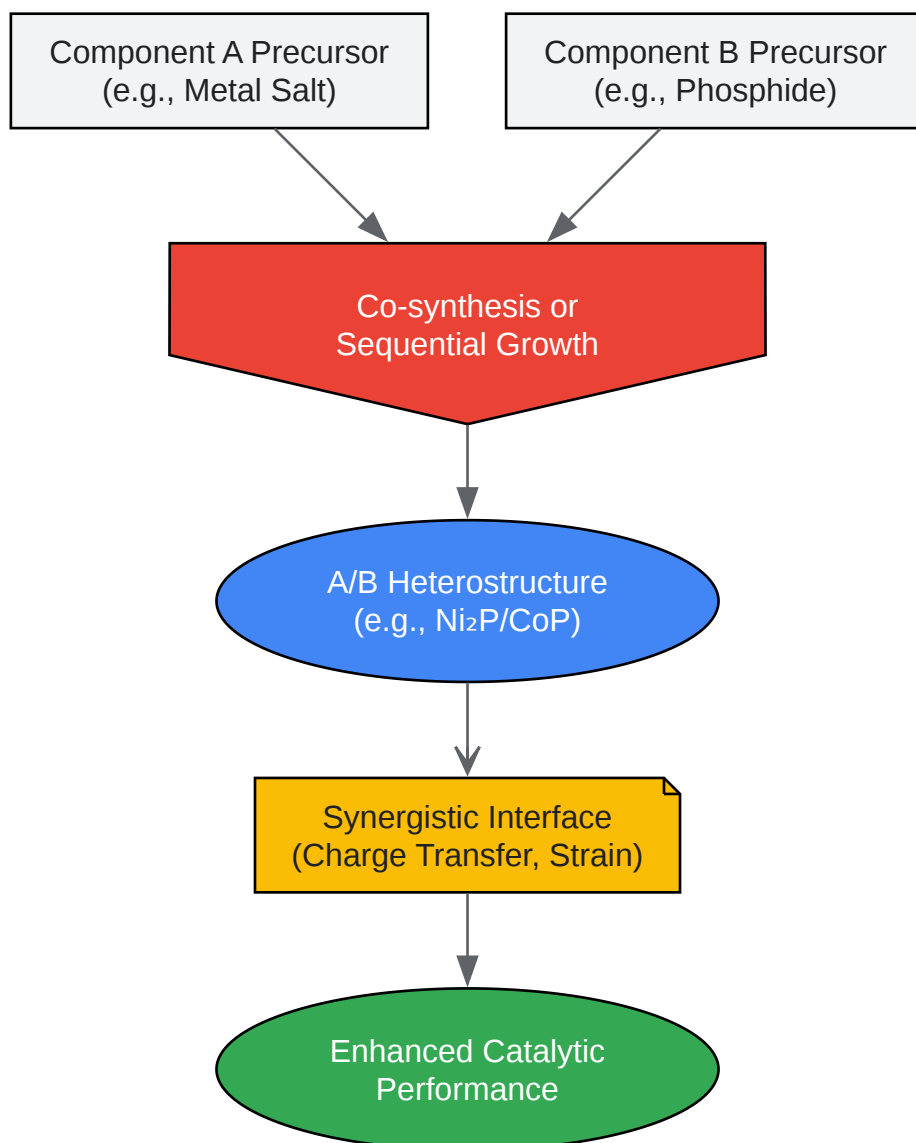 Component A Precursor
(e.g., Metal Salt)
Component B Precursor
(e.g., Phosphide)
Co-synthesis or
Sequential Growth
A/B Heterostructure
(e.g., Ni₂P/CoP)
Synergistic Interface
(Charge Transfer, Strain)
Enhanced Catalytic
Performance